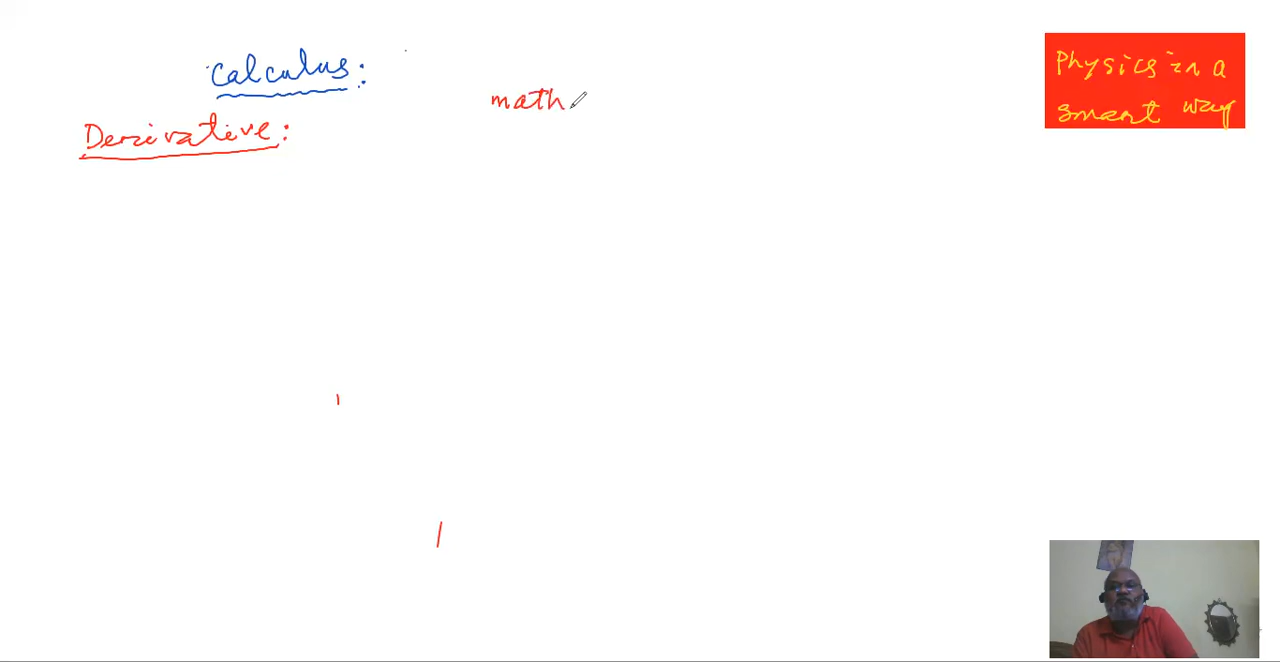 Calculus:
math
Derivative:
Physics in a
smart way